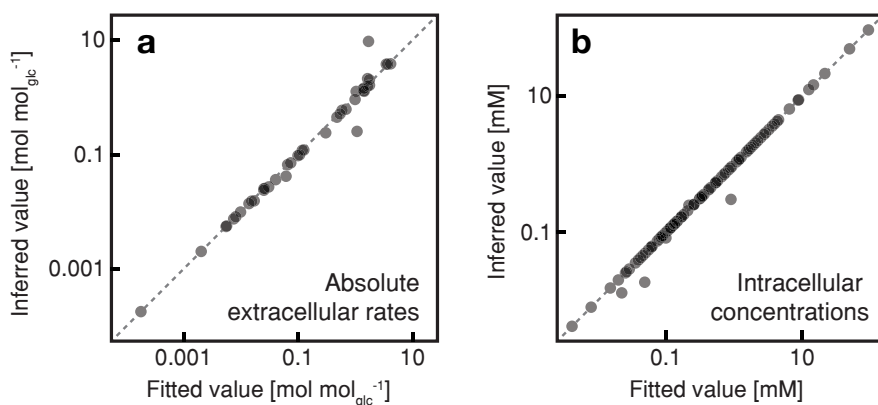 a
10
0.1
0.001
Inferred value [mol mol_glc^-1]
Absolute
extracellular rates
0.001 0.1 10
Fitted value [mol mol_glc^-1]
b
10
0.1
Inferred value [mM]
Intracellular
concentrations
0.1 10
Fitted value [mM]